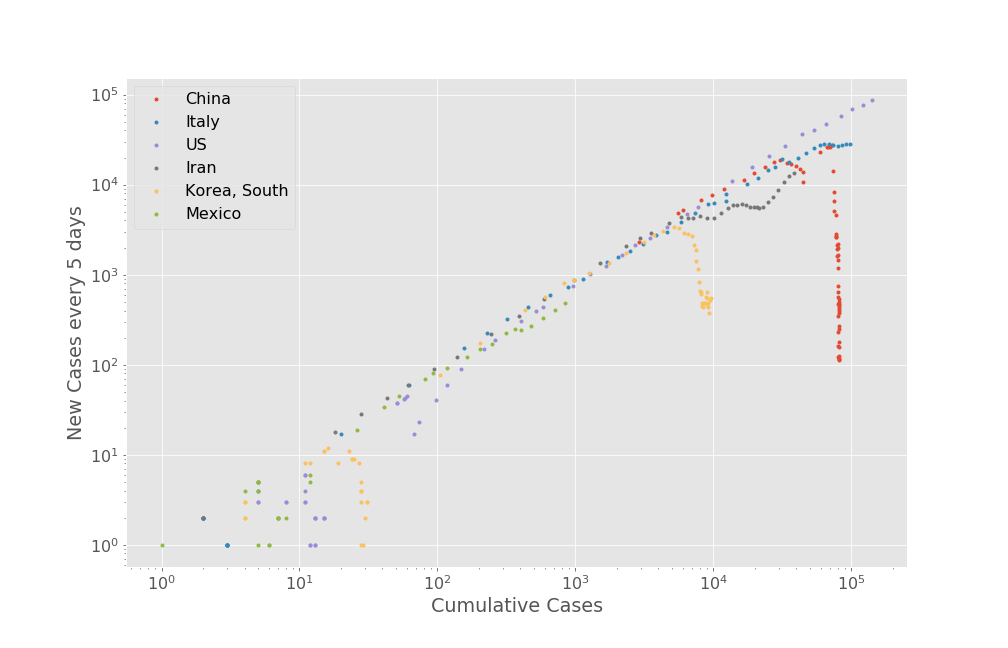 China
Italy
US
Iran
Korea, South
Mexico
New Cases every 5 days
10⁵
10⁴
10³
10²
10¹
10⁰
10⁰ 10¹ 10² 10³ 10⁴ 10⁵
Cumulative Cases